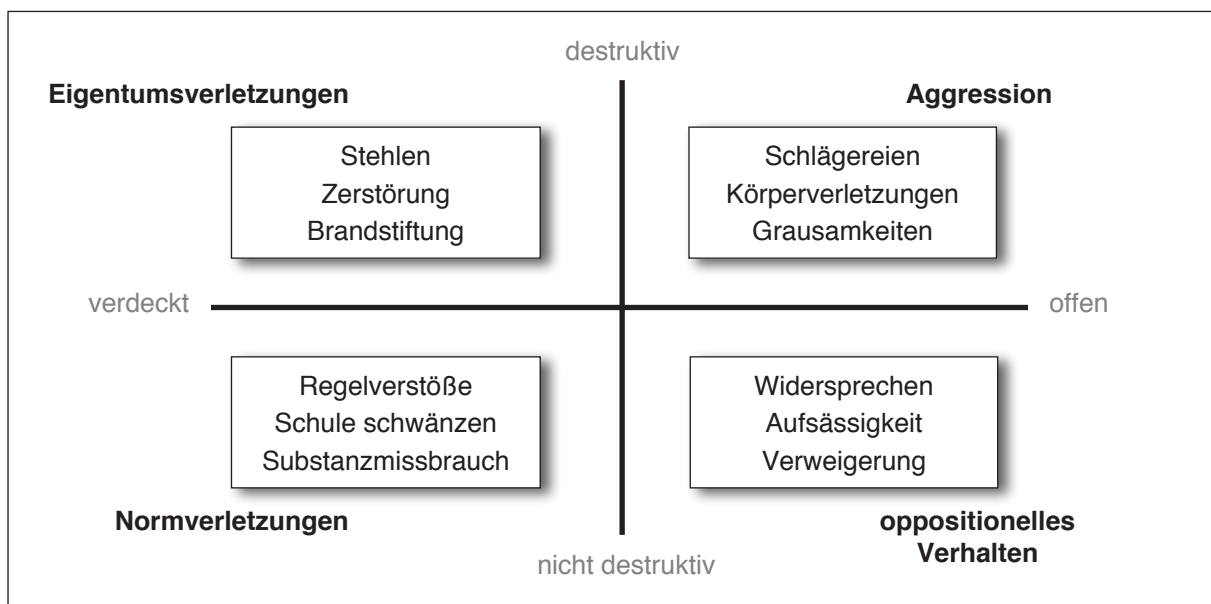 destruktiv
Eigentumsverletzungen
Aggression
Stehlen
Zerstörung
Brandstiftung
Schlägereien
Körperverletzungen
Grausamkeiten
verdeckt
offen
Regelverstöße
Schule schwänzen
Substanzmissbrauch
Widersprechen
Aufsässigkeit
Verweigerung
Normverletzungen
oppositionelles
Verhalten
nicht destruktiv